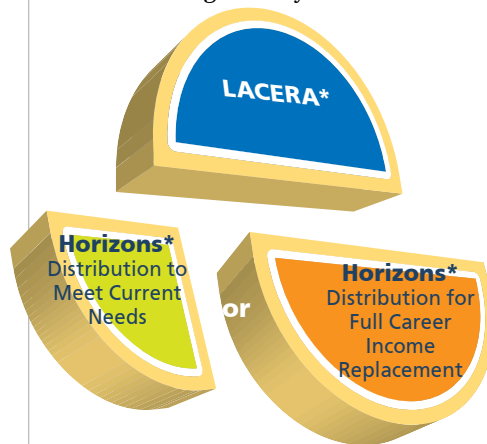 LACERA*
Horizons*
Distribution to
Meet Current
Needs
or
Horizons*
Distribution for
Full Career
Income
Replacement